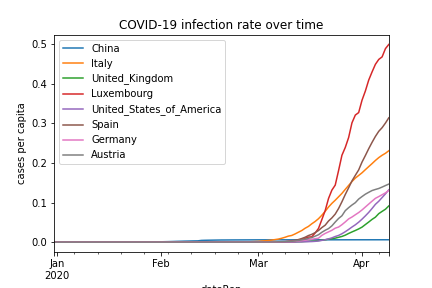 COVID-19 infection rate over time
cases per capita
0.5
0.4
0.3
0.2
0.1
0.0
China
Italy
United_Kingdom
Luxembourg
United_States_of_America
Spain
Germany
Austria
Jan
2020
Feb
Mar
Apr
dateRep